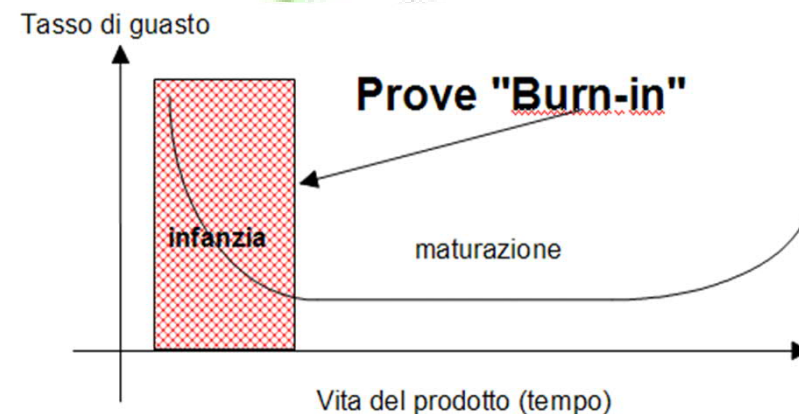 Tasso di guasto
Prove "Burn-in"
infanzia
maturazione
Vita del prodotto (tempo)